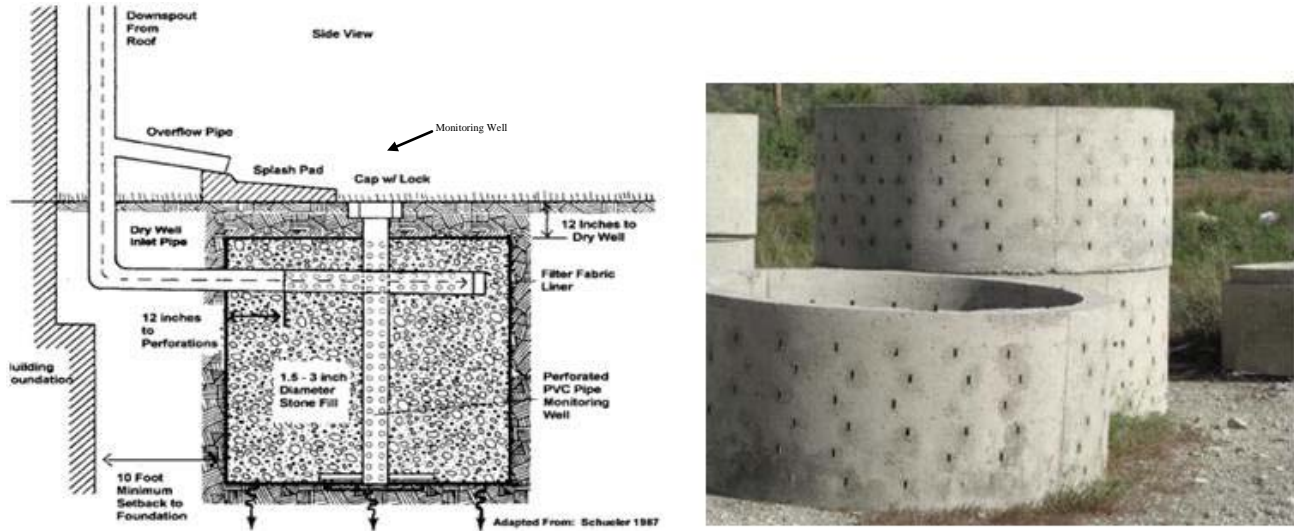 Downspout
From
Roof
Side View
Monitoring Well
Overflow Pipe
Splash Pad
Cap w/ Lock
12 Inches to
Dry Well
Dry Well
Inlet Pipe
Filter Fabric
Liner
12 inches
to
Perforations
1.5 - 3 inch
Diameter
Stone Fill
uilding
oundation
Perforated
PVC Pipe
Monitoring
Well
10 Foot
Minimum
Setback to
Foundation
Adapted From: Schueler 1987